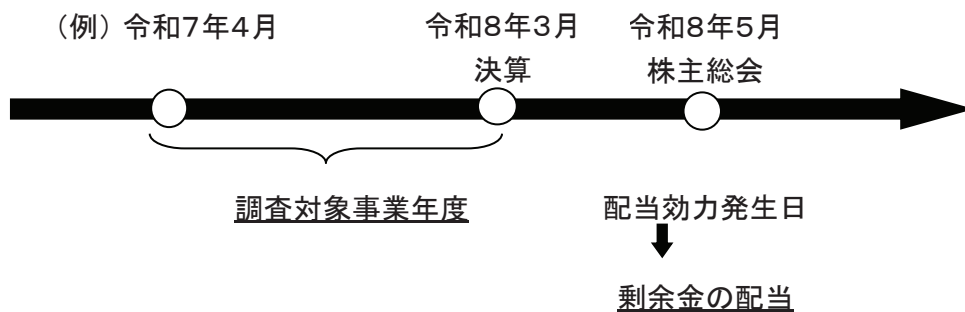 （例）令和7年4月
令和8年3月
令和8年5月
決算
株主総会
調査対象事業年度
配当効力発生日
剰余金の配当